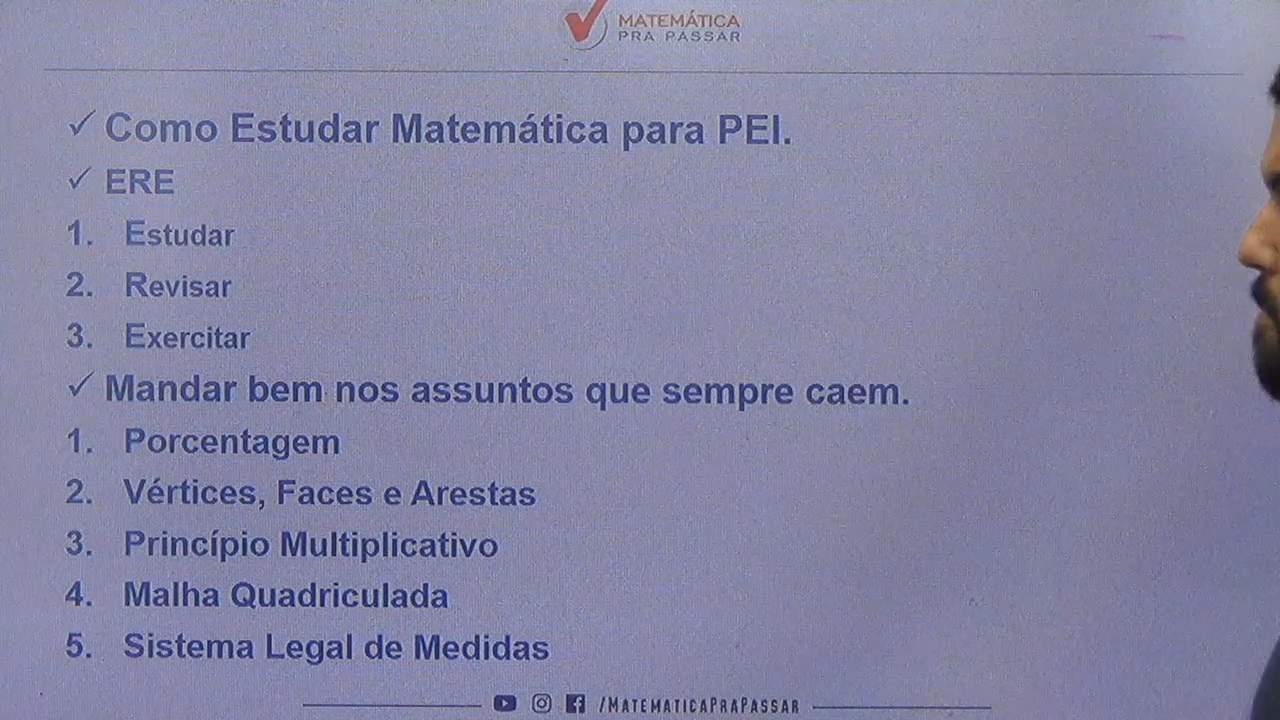 MATEMÁTICA
PRA PASSAR
✓ Como Estudar Matemática para PEI.
✓ ERE
1. Estudar
2. Revisar
3. Exercitar
✓ Mandar bem nos assuntos que sempre caem.
1. Porcentagem
2. Vértices, Faces e Arestas
3. Princípio Multiplicativo
4. Malha Quadriculada
5. Sistema Legal de Medidas
/MATEMATICAPRAPASSAR